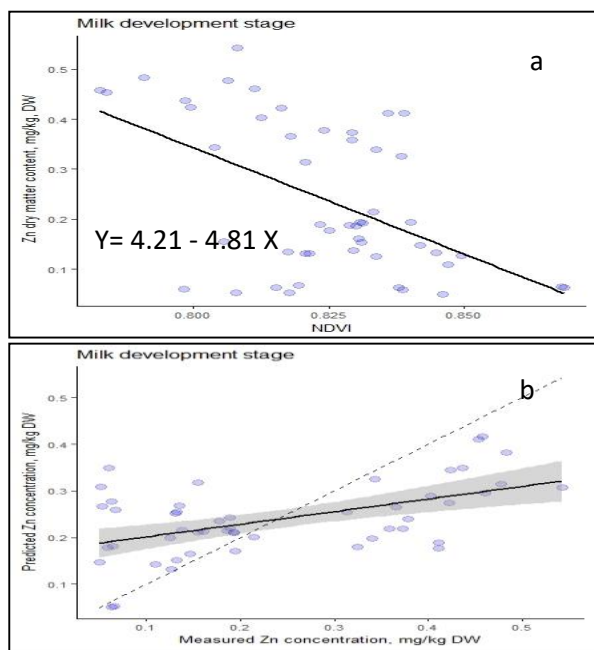 Milk development stage
a
Zn dry matter content, mg/kg, DW
0.5
0.4
0.3
0.2
0.1
Y= 4.21 - 4.81 X
0.800
0.825
0.850
NDVI
Milk development stage
b
Predicted Zn concentration, mg/kg DW
0.5
0.4
0.3
0.2
0.1
0.1
0.2
0.3
0.4
0.5
Measured Zn concentration, mg/kg DW